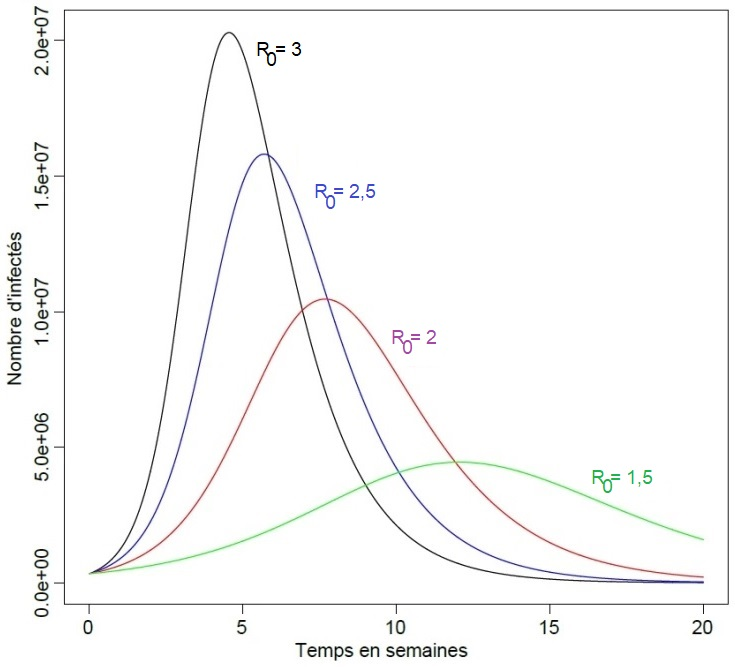 2.0e+07
1.5e+07
1.0e+07
5.0e+06
0.0e+00
Nombre d'infectés
R0= 3
R0= 2,5
R0= 2
R0= 1,5
0 5 10 15 20
Temps en semaines